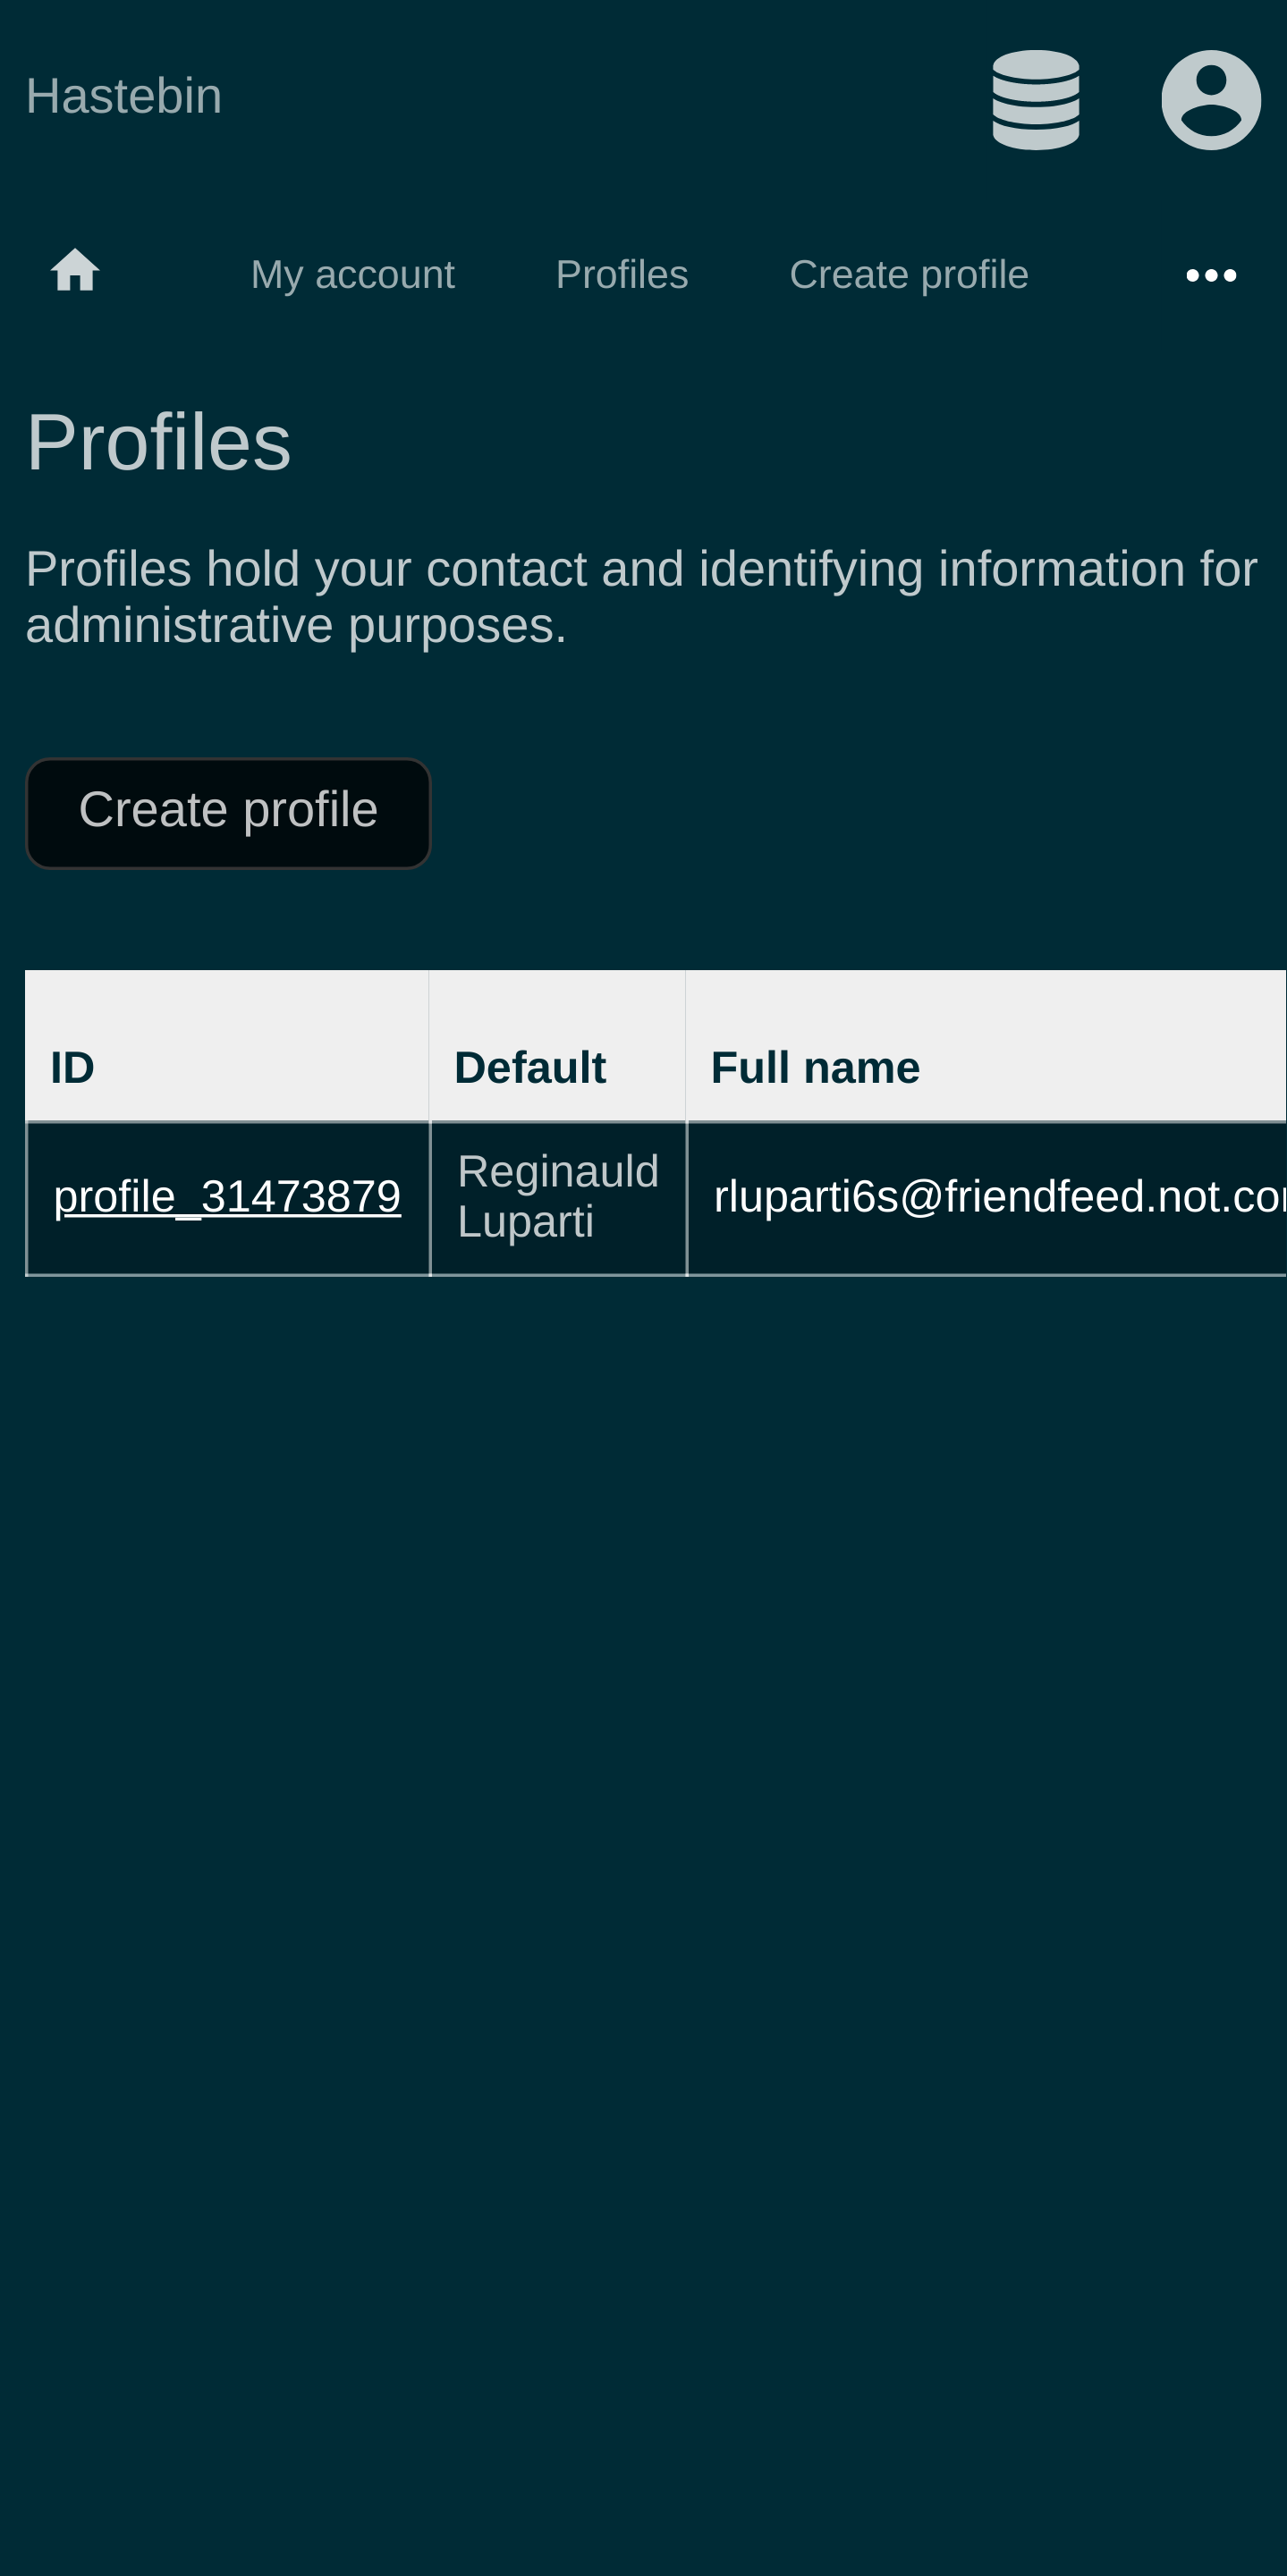 Hastebin
My account Profiles Create profile
Profiles
Profiles hold your contact and identifying information for
administrative purposes.
Create profile
ID Default Full name
profile_31473879 Reginauld Luparti rluparti6s@friendfeed.not.co